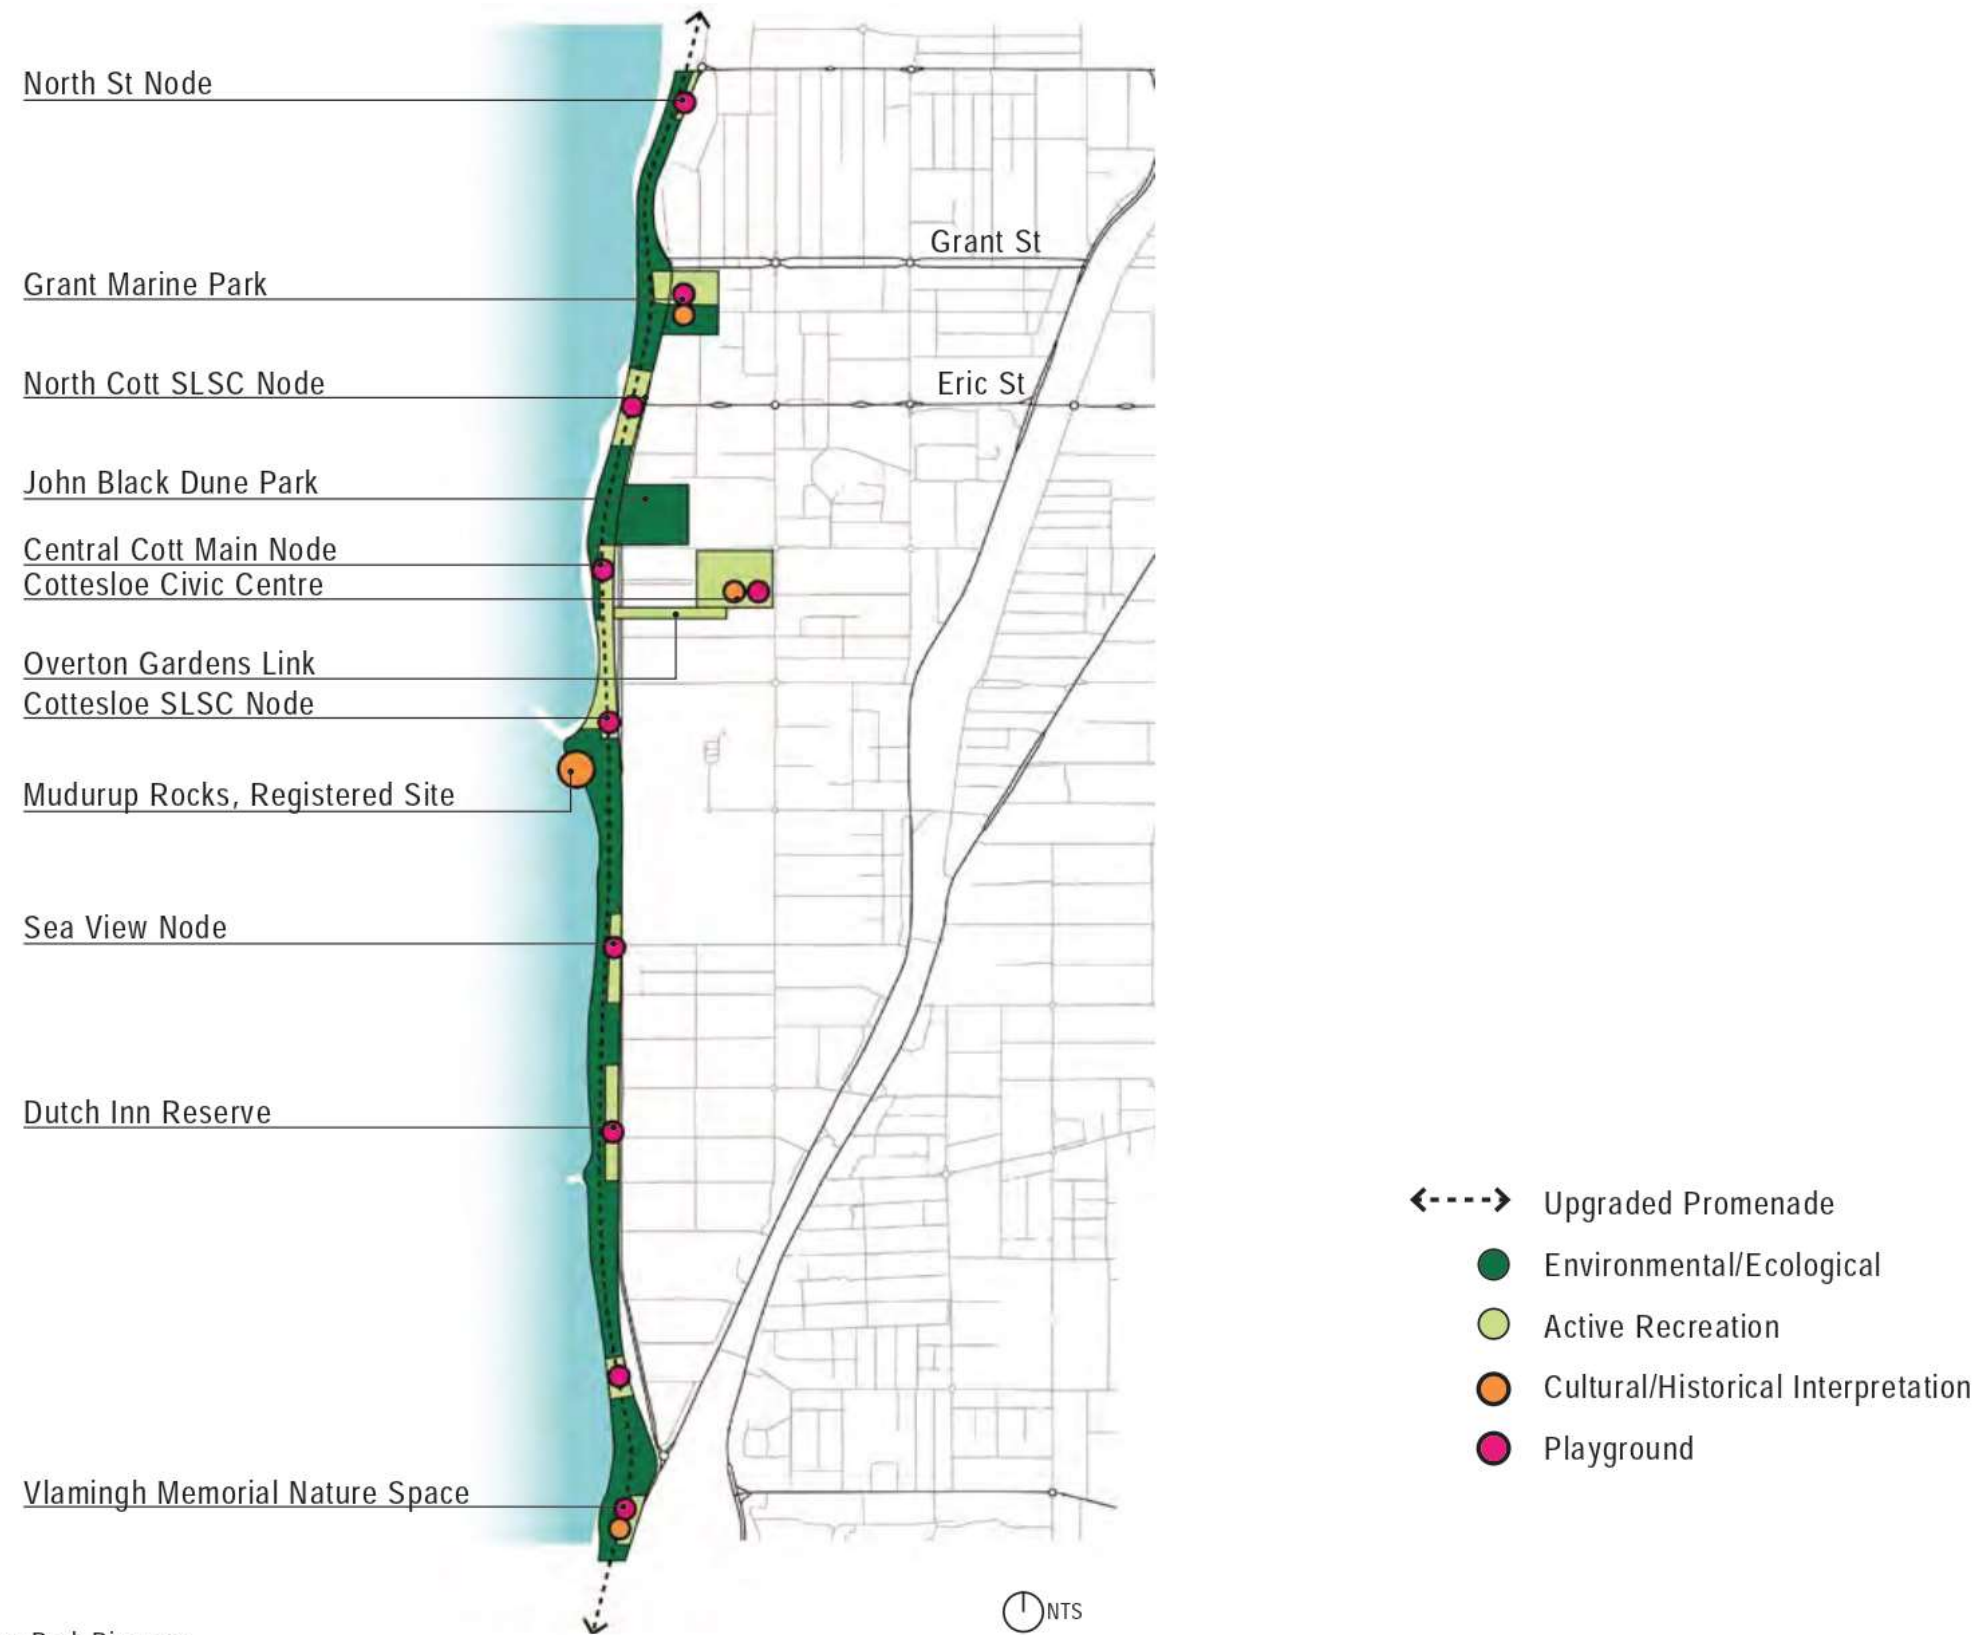 North St Node
Grant St
Grant Marine Park
North Cott SLSC Node
Eric St
John Black Dune Park
Central Cott Main Node
Cottesloe Civic Centre
Overton Gardens Link
Cottesloe SLSC Node
Mudurup Rocks, Registered Site
Sea View Node
Dutch Inn Reserve
Upgraded Promenade
Environmental/Ecological
Active Recreation
Cultural/Historical Interpretation
Playground
Vlamingh Memorial Nature Space
NTS